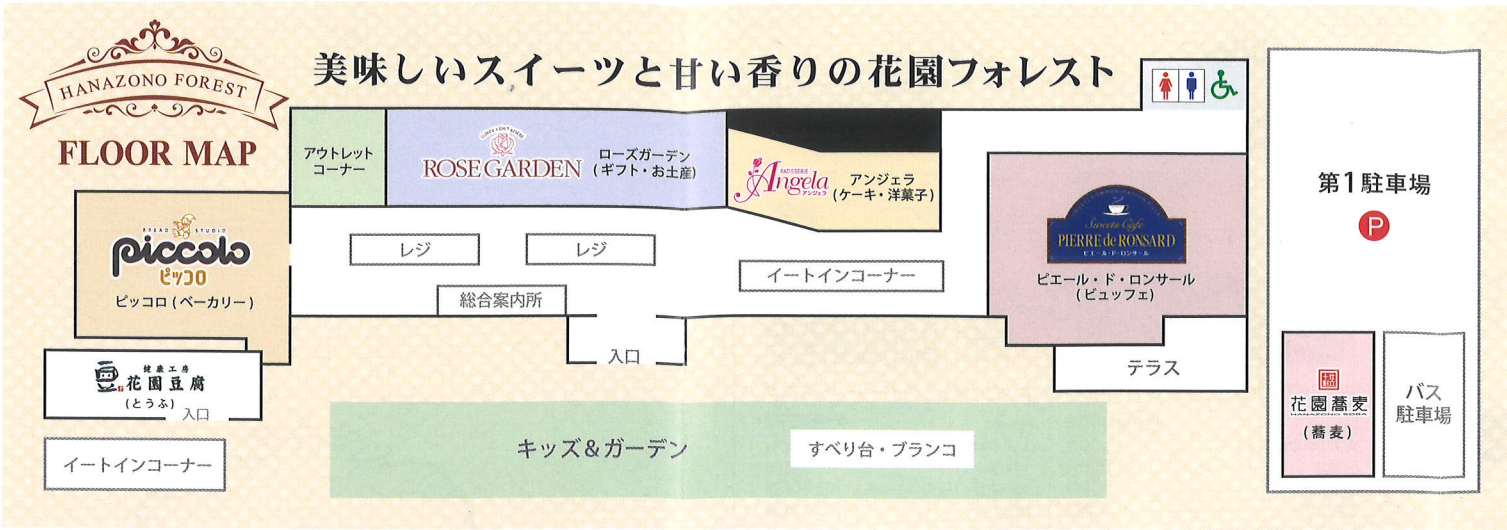 HANAZONO FOREST
FLOOR MAP
美味しいスイーツと甘い香りの花園フォレスト
アウトレット
コーナー
ROSE GARDEN
ローズガーデン
(ギフト・お土産)
PATISSERIE
Angela
アンジェラ
アンジェラ
(ケーキ・洋菓子)
BREAD STUDIO
piccolo
ピッコロ
ピッコロ(ベーカリー)
レジ
レジ
総合案内所
イートインコーナー
入口
Sweets Café
PIERRE de RONSARD
ピエール・ド・ロンサール
ピエール・ド・ロンサール
(ビュッフェ)
テラス
健康工房
花園豆腐
(とうふ)
入口
イートインコーナー
キッズ&ガーデン
すべり台・ブランコ
第1駐車場
P
花園蕎麦
HANAZONO SOBA
(蕎麦)
バス
駐車場